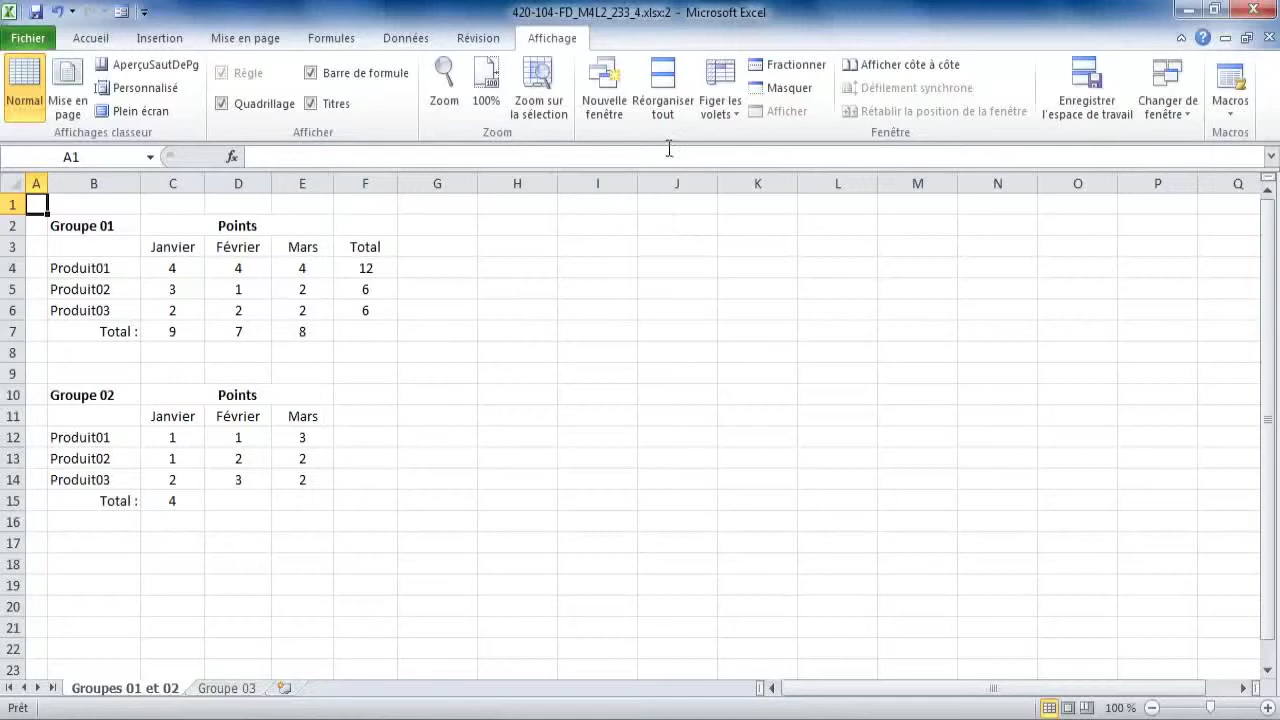 420-104-FD_M4L2_233_4.xlsx:2 - Microsoft Excel
Fichier Accueil Insertion Mise en page Formules Données Révision Affichage
Normal
Mise en page
AperçuSautDePg
Personnalisé
Plein écran
Affichages classeur
Règle
Barre de formule
Quadrillage
Titres
Afficher
Zoom
100%
Zoom sur la sélection
Zoom
Nouvelle fenêtre
Réorganiser tout
Figer les volets
Fractionner
Masquer
Afficher
Afficher côte à côte
Défilement synchrone
Rétablir la position de la fenêtre
Enregistrer l'espace de travail
Changer de fenêtre
Fenêtre
Macros
Macros
A1 fx
A B C D E F G H I J K L M N O P Q
1
2 Groupe 01 Points
3 Janvier Février Mars Total
4 Produit01 4 4 4 12
5 Produit02 3 1 2 6
6 Produit03 2 2 2 6
7 Total : 9 7 8
8
9
10 Groupe 02 Points
11 Janvier Février Mars
12 Produit01 1 1 3
13 Produit02 1 2 2
14 Produit03 2 3 2
15 Total : 4
16
17
18
19
20
21
22
23
Groupes 01 et 02 Groupe 03
Prêt 100 %